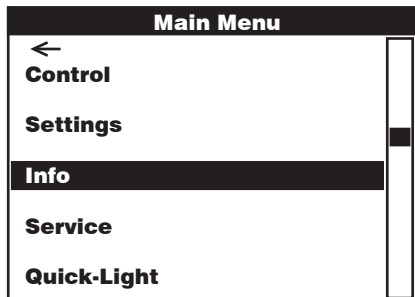 Main Menu
←
Control
Settings
Info
Service
Quick-Light